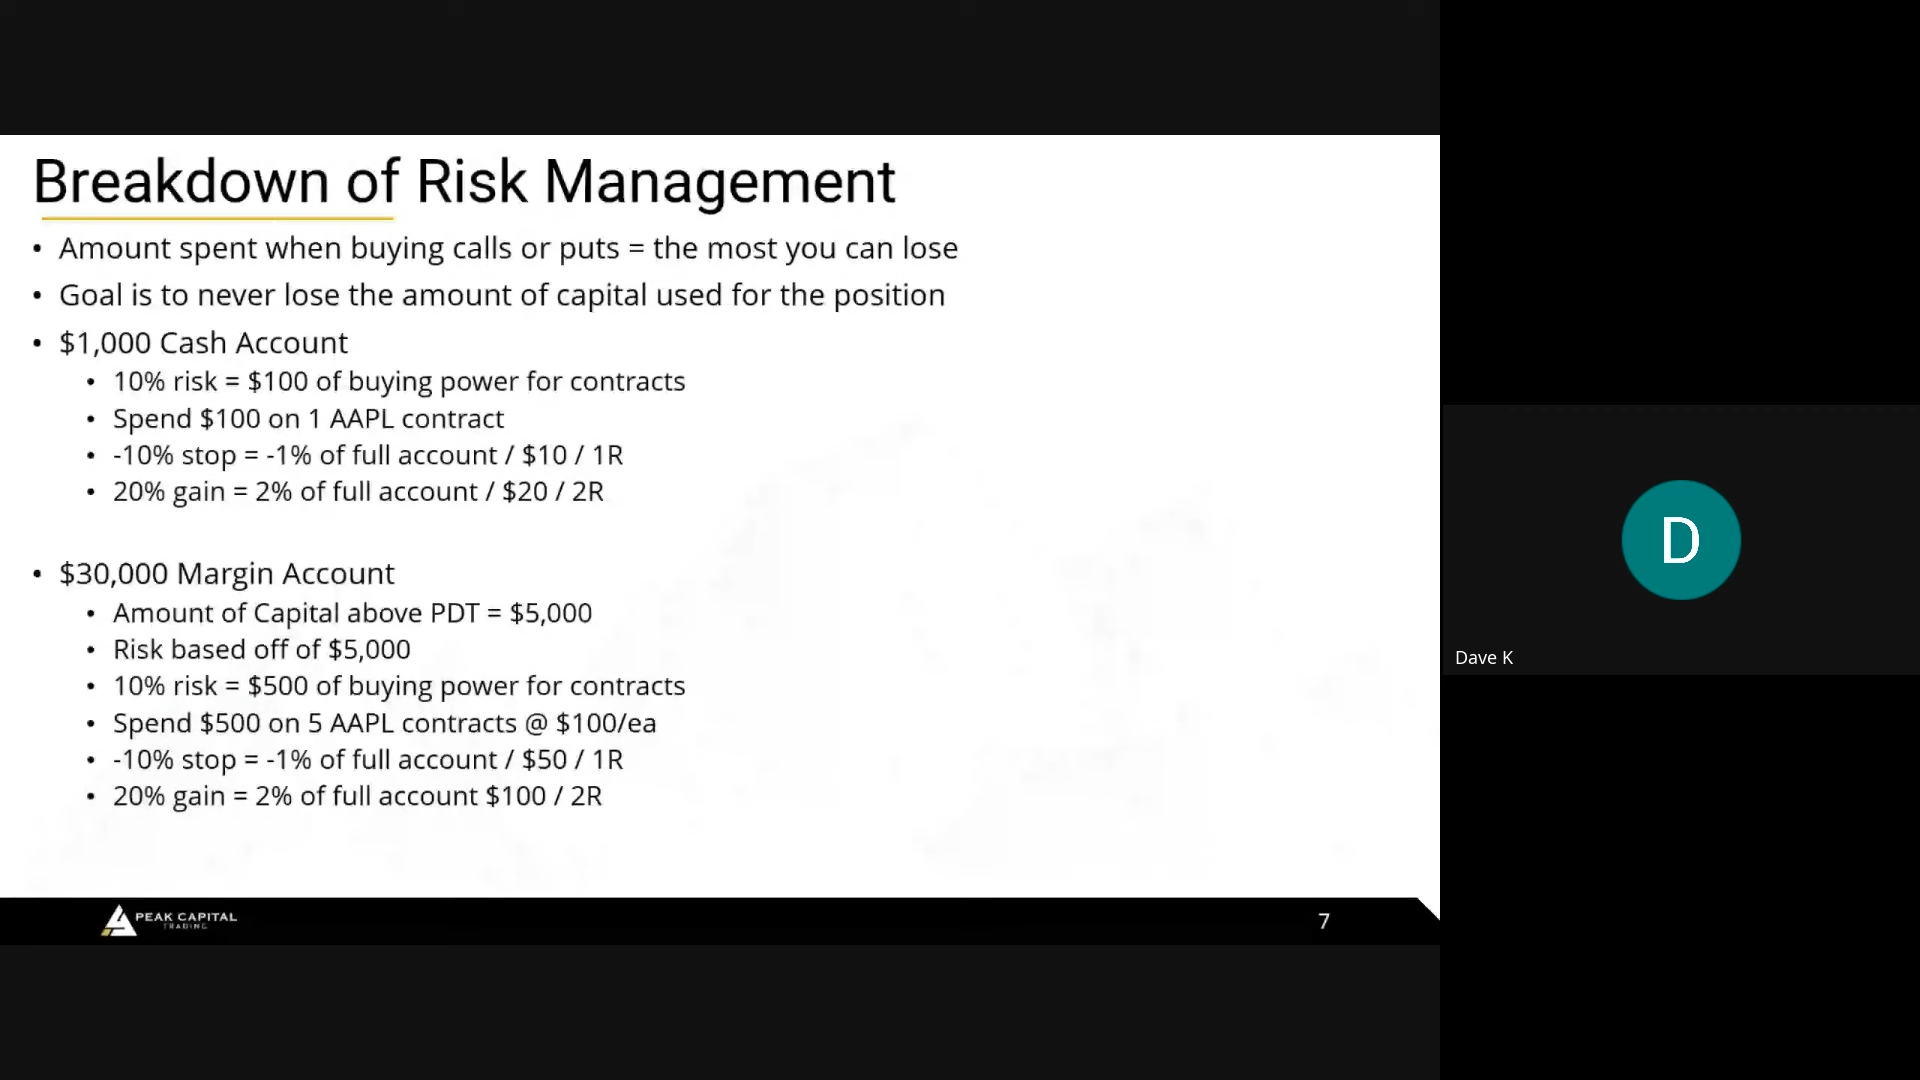 Breakdown of Risk Management
• Amount spent when buying calls or puts = the most you can lose
• Goal is to never lose the amount of capital used for the position
• $1,000 Cash Account
• 10% risk = $100 of buying power for contracts
• Spend $100 on 1 AAPL contract
• -10% stop = -1% of full account / $10 / 1R
• 20% gain = 2% of full account / $20 / 2R
• $30,000 Margin Account
• Amount of Capital above PDT = $5,000
• Risk based off of $5,000
• 10% risk = $500 of buying power for contracts
• Spend $500 on 5 AAPL contracts @ $100/ea
• -10% stop = -1% of full account / $50 / 1R
• 20% gain = 2% of full account $100 / 2R
PEAK CAPITAL
TRADING
7
D
Dave K